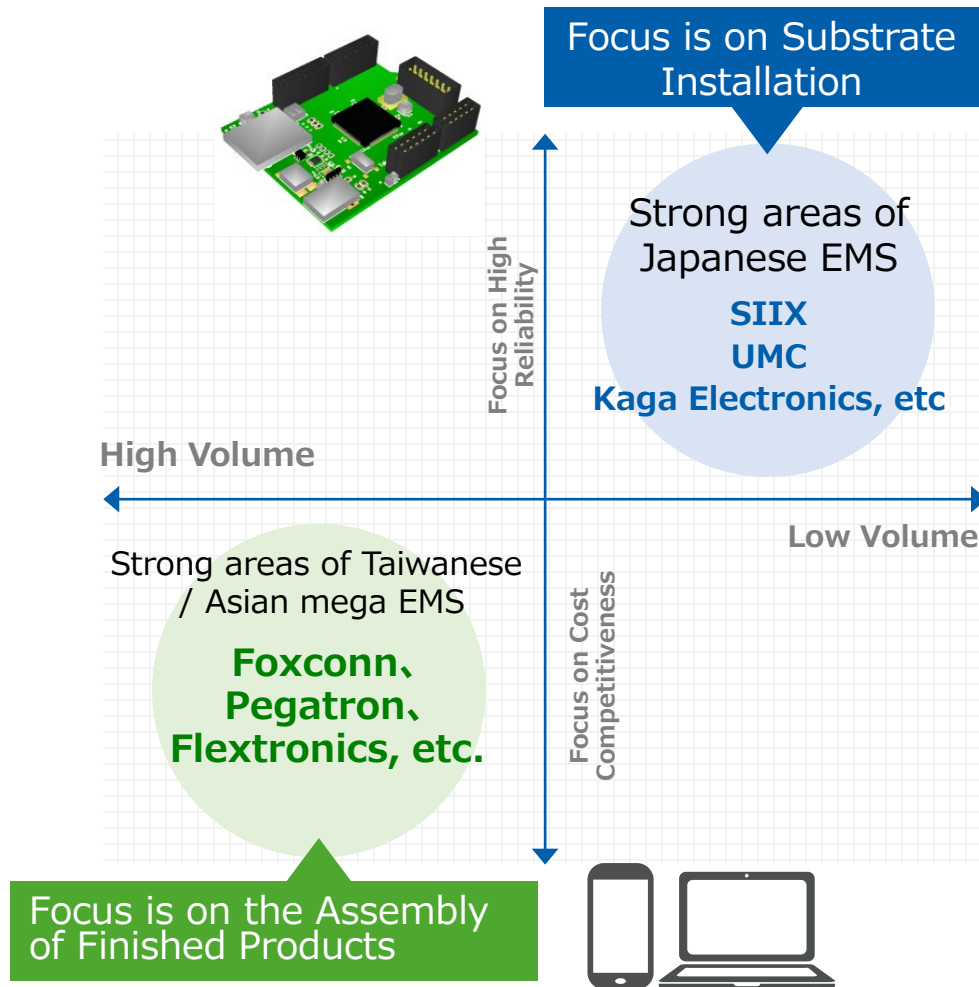 Focus is on Substrate
Installation
Strong areas of
Japanese EMS
SIIX
UMC
Kaga Electronics, etc
Focus on High
Reliability
High Volume
Low Volume
Strong areas of Taiwanese
/ Asian mega EMS
Foxconn、
Pegatron、
Flextronics, etc.
Focus on Cost
Competitiveness
Focus is on the Assembly
of Finished Products